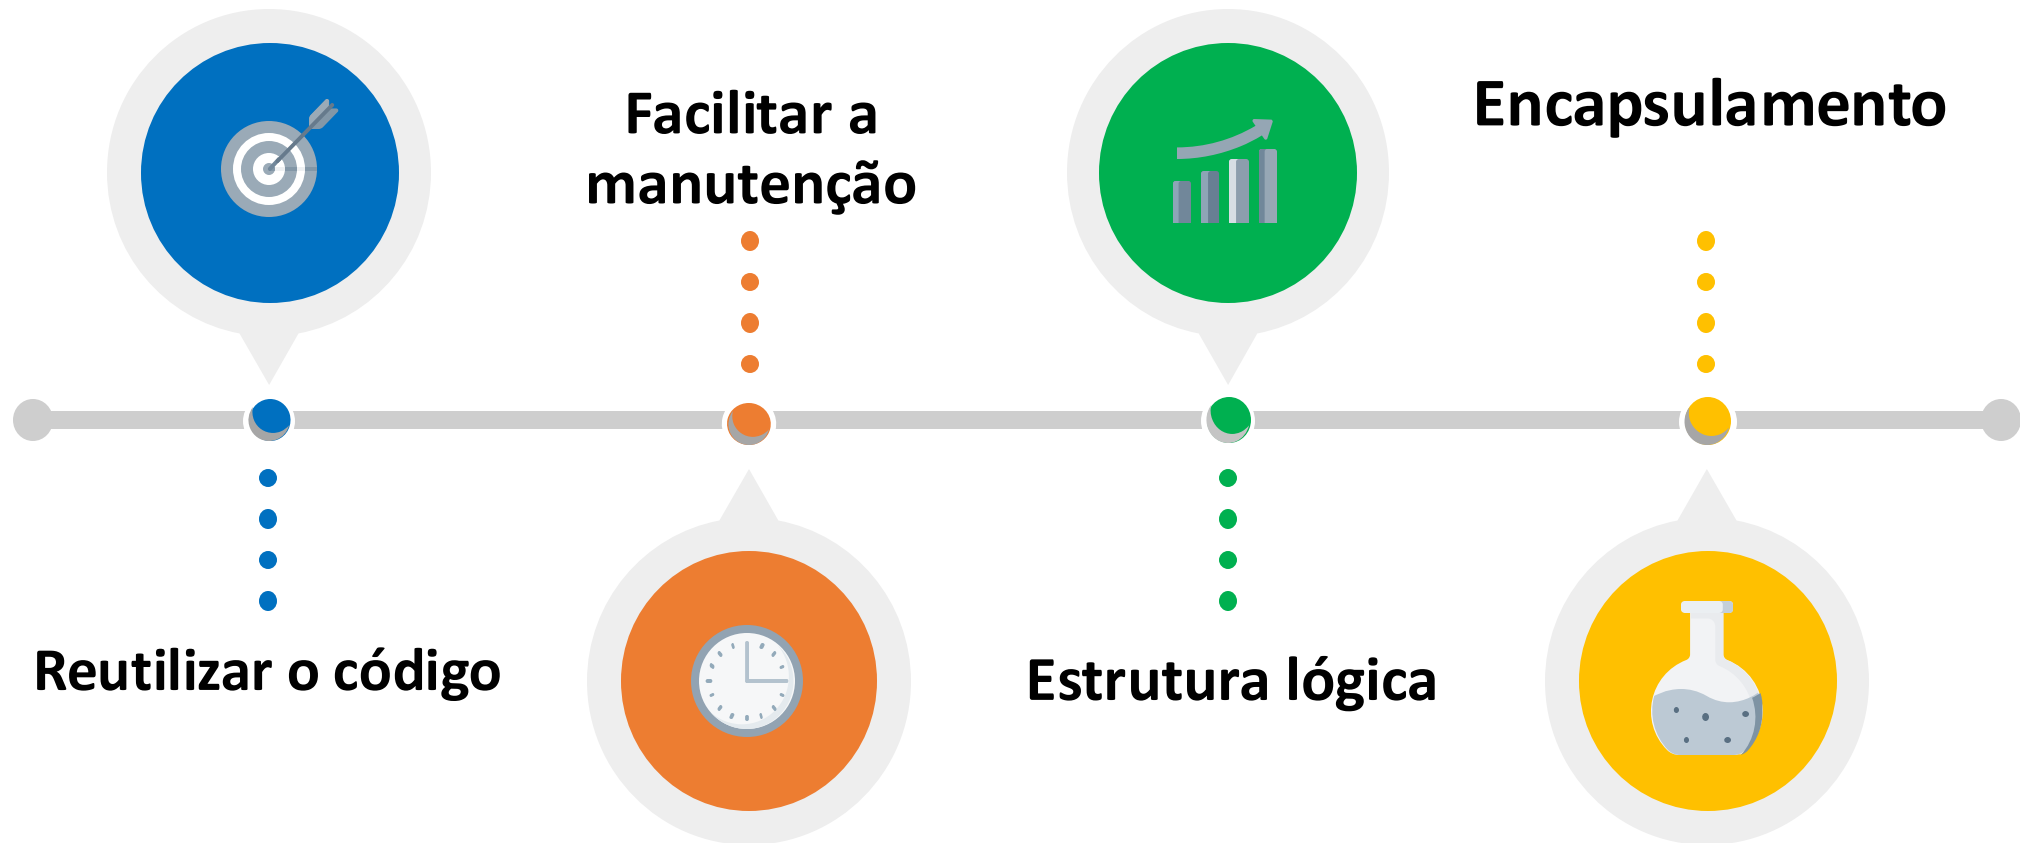 Reutilizar o código
Facilitar a
manutenção
Estrutura lógica
Encapsulamento